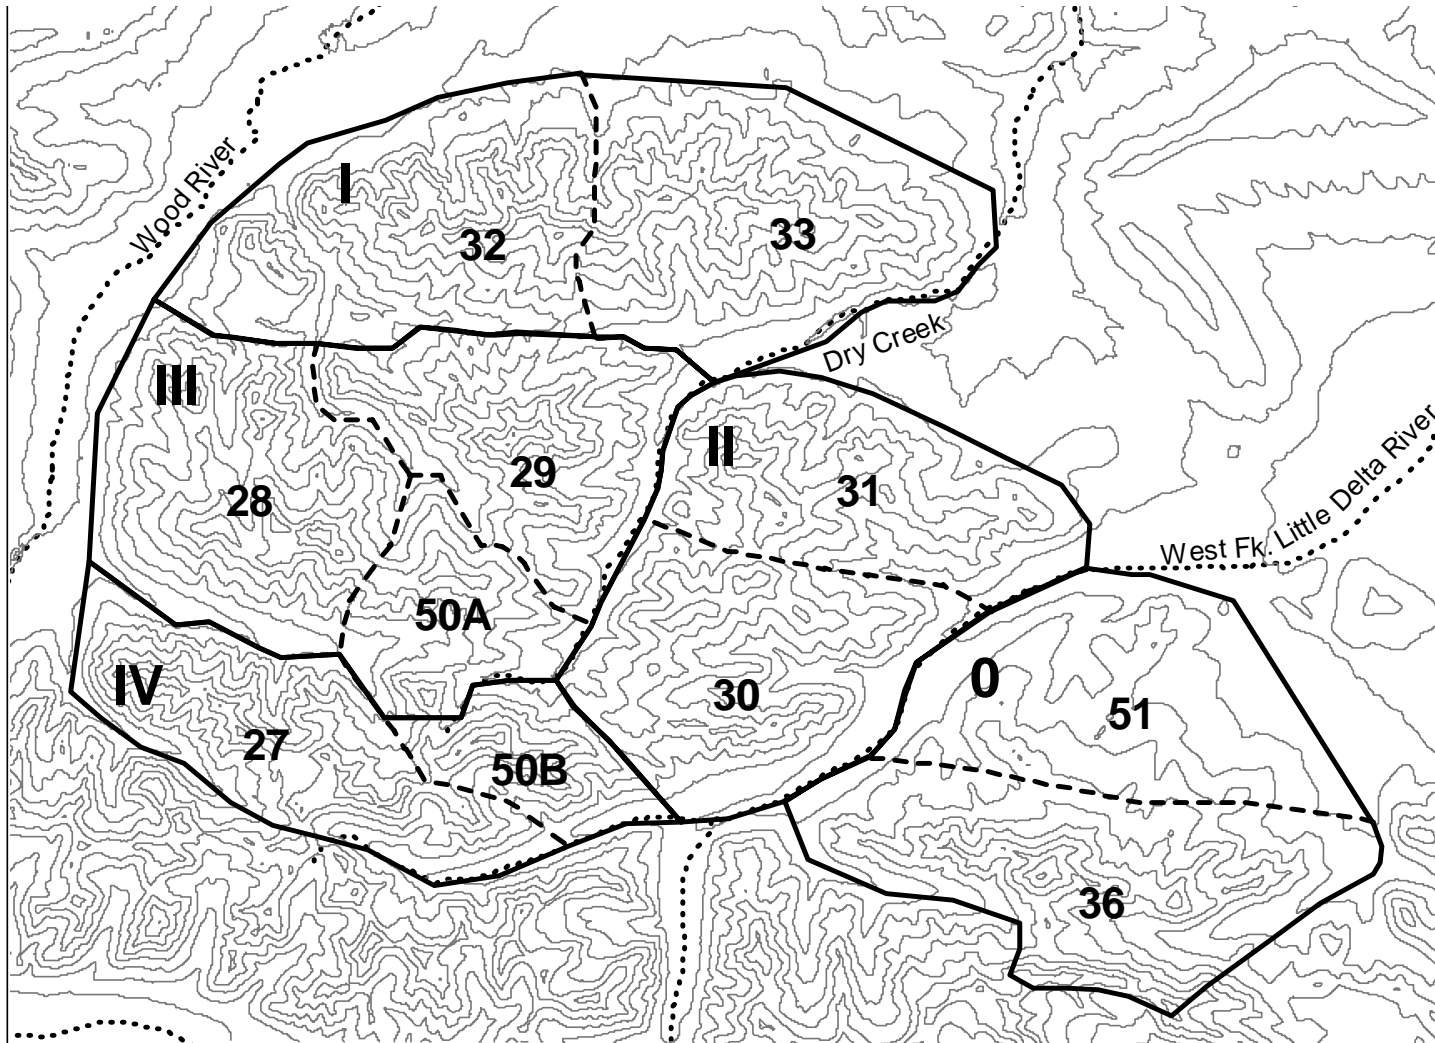 Wood River
I
32
33
Dry Creek
III
II
29
31
28
West Fk. Little Delta River
50A
IV
0
30
51
27
50B
36